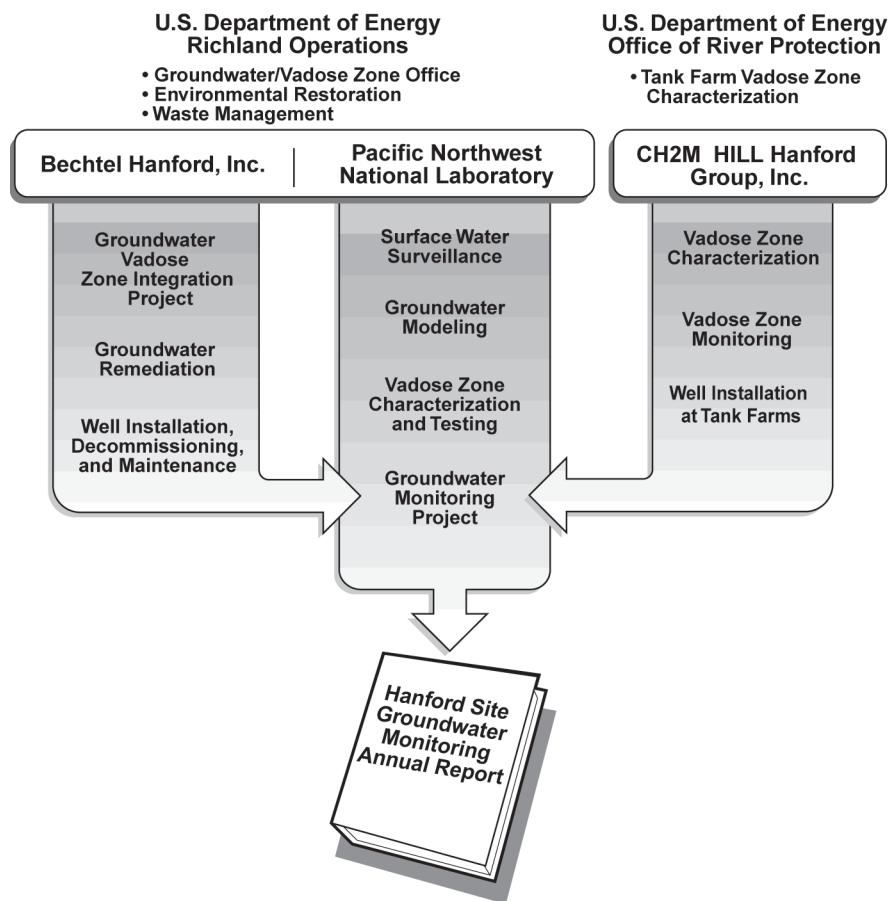 U.S. Department of Energy
Richland Operations
• Groundwater/Vadose Zone Office
• Environmental Restoration
• Waste Management
U.S. Department of Energy
Office of River Protection
• Tank Farm Vadose Zone
Characterization
Bechtel Hanford, Inc.
Pacific Northwest
National Laboratory
CH2M HILL Hanford
Group, Inc.
Groundwater
Vadose
Zone Integration
Project
Groundwater
Remediation
Well Installation,
Decommissioning,
and Maintenance
Surface Water
Surveillance
Groundwater
Modeling
Vadose Zone
Characterization
and Testing
Groundwater
Monitoring
Project
Vadose Zone
Characterization
Vadose Zone
Monitoring
Well Installation
at Tank Farms
Hanford Site
Groundwater
Monitoring
Annual Report